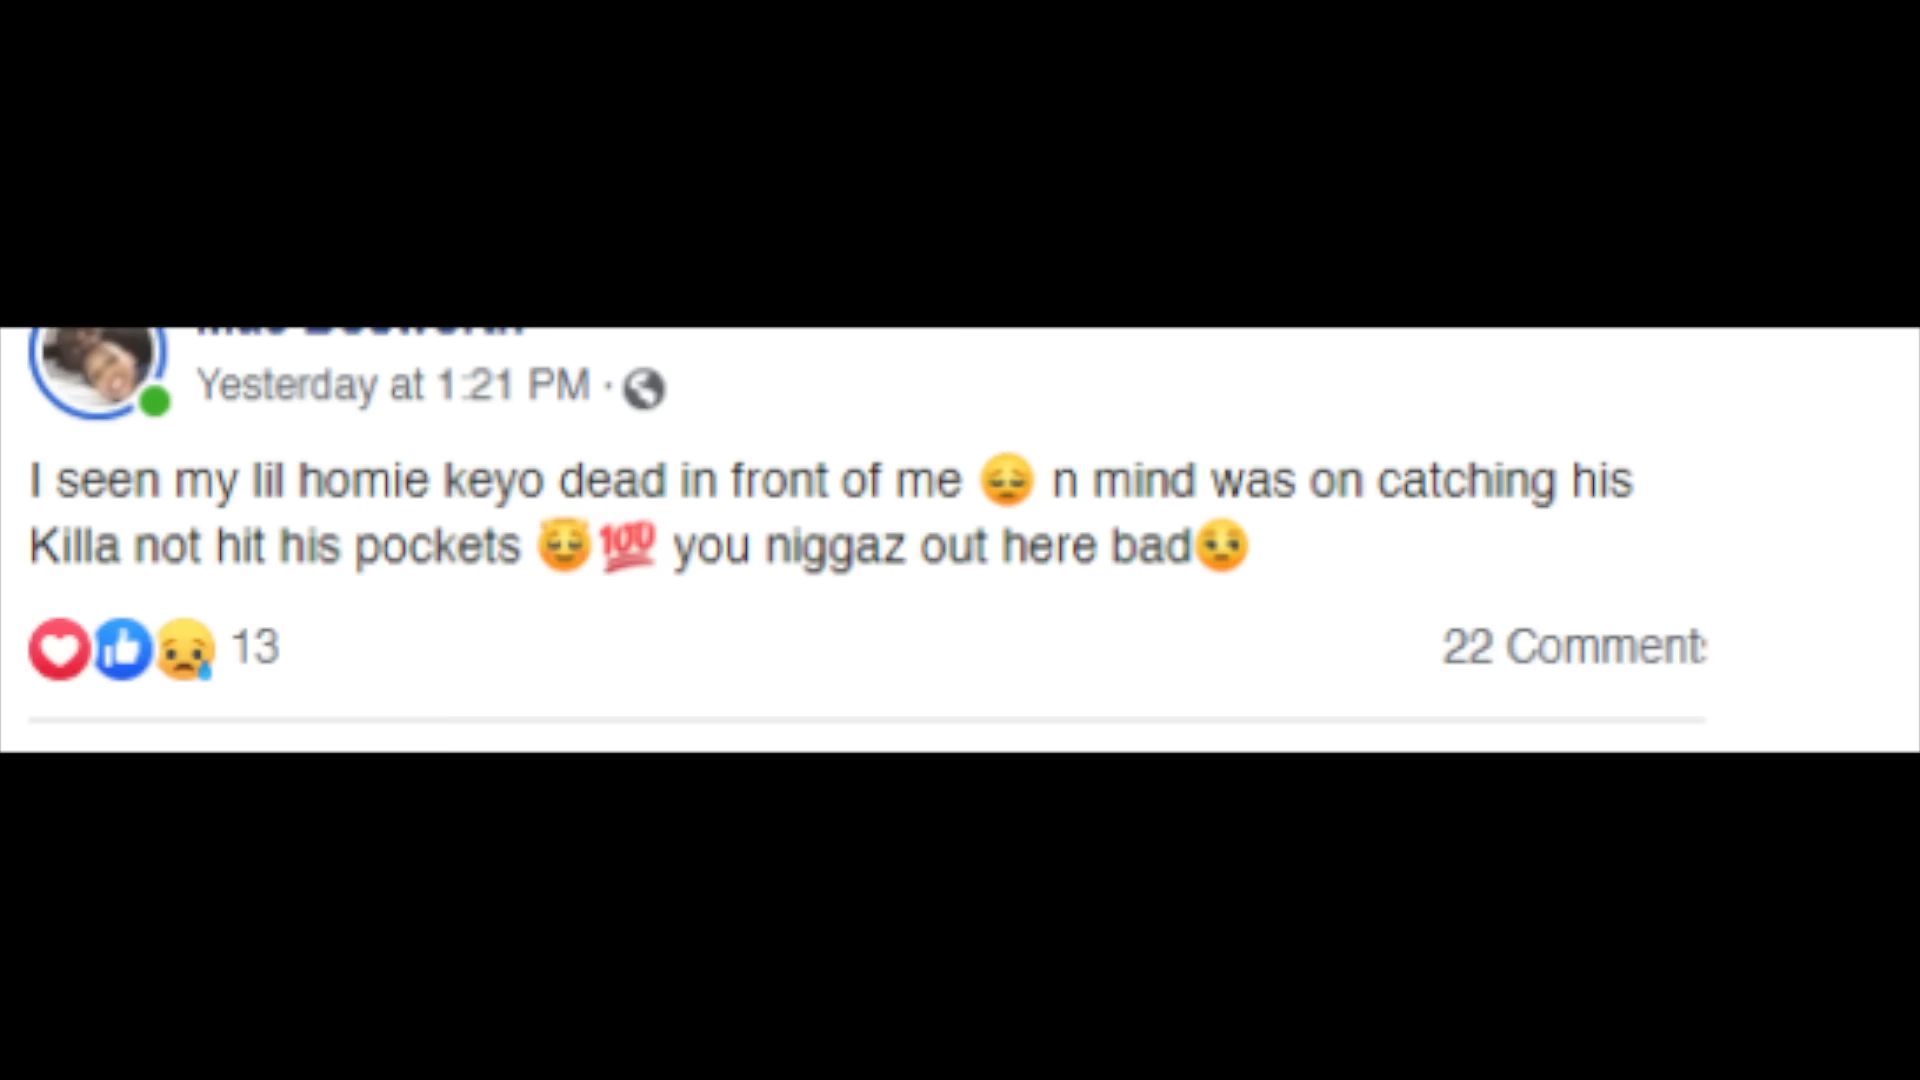 Yesterday at 1:21 PM ·
I seen my lil homie keyo dead in front of me 😔 n mind was on catching his
Killa not hit his pockets 😇💯 you niggaz out here bad😒
13 22 Comment